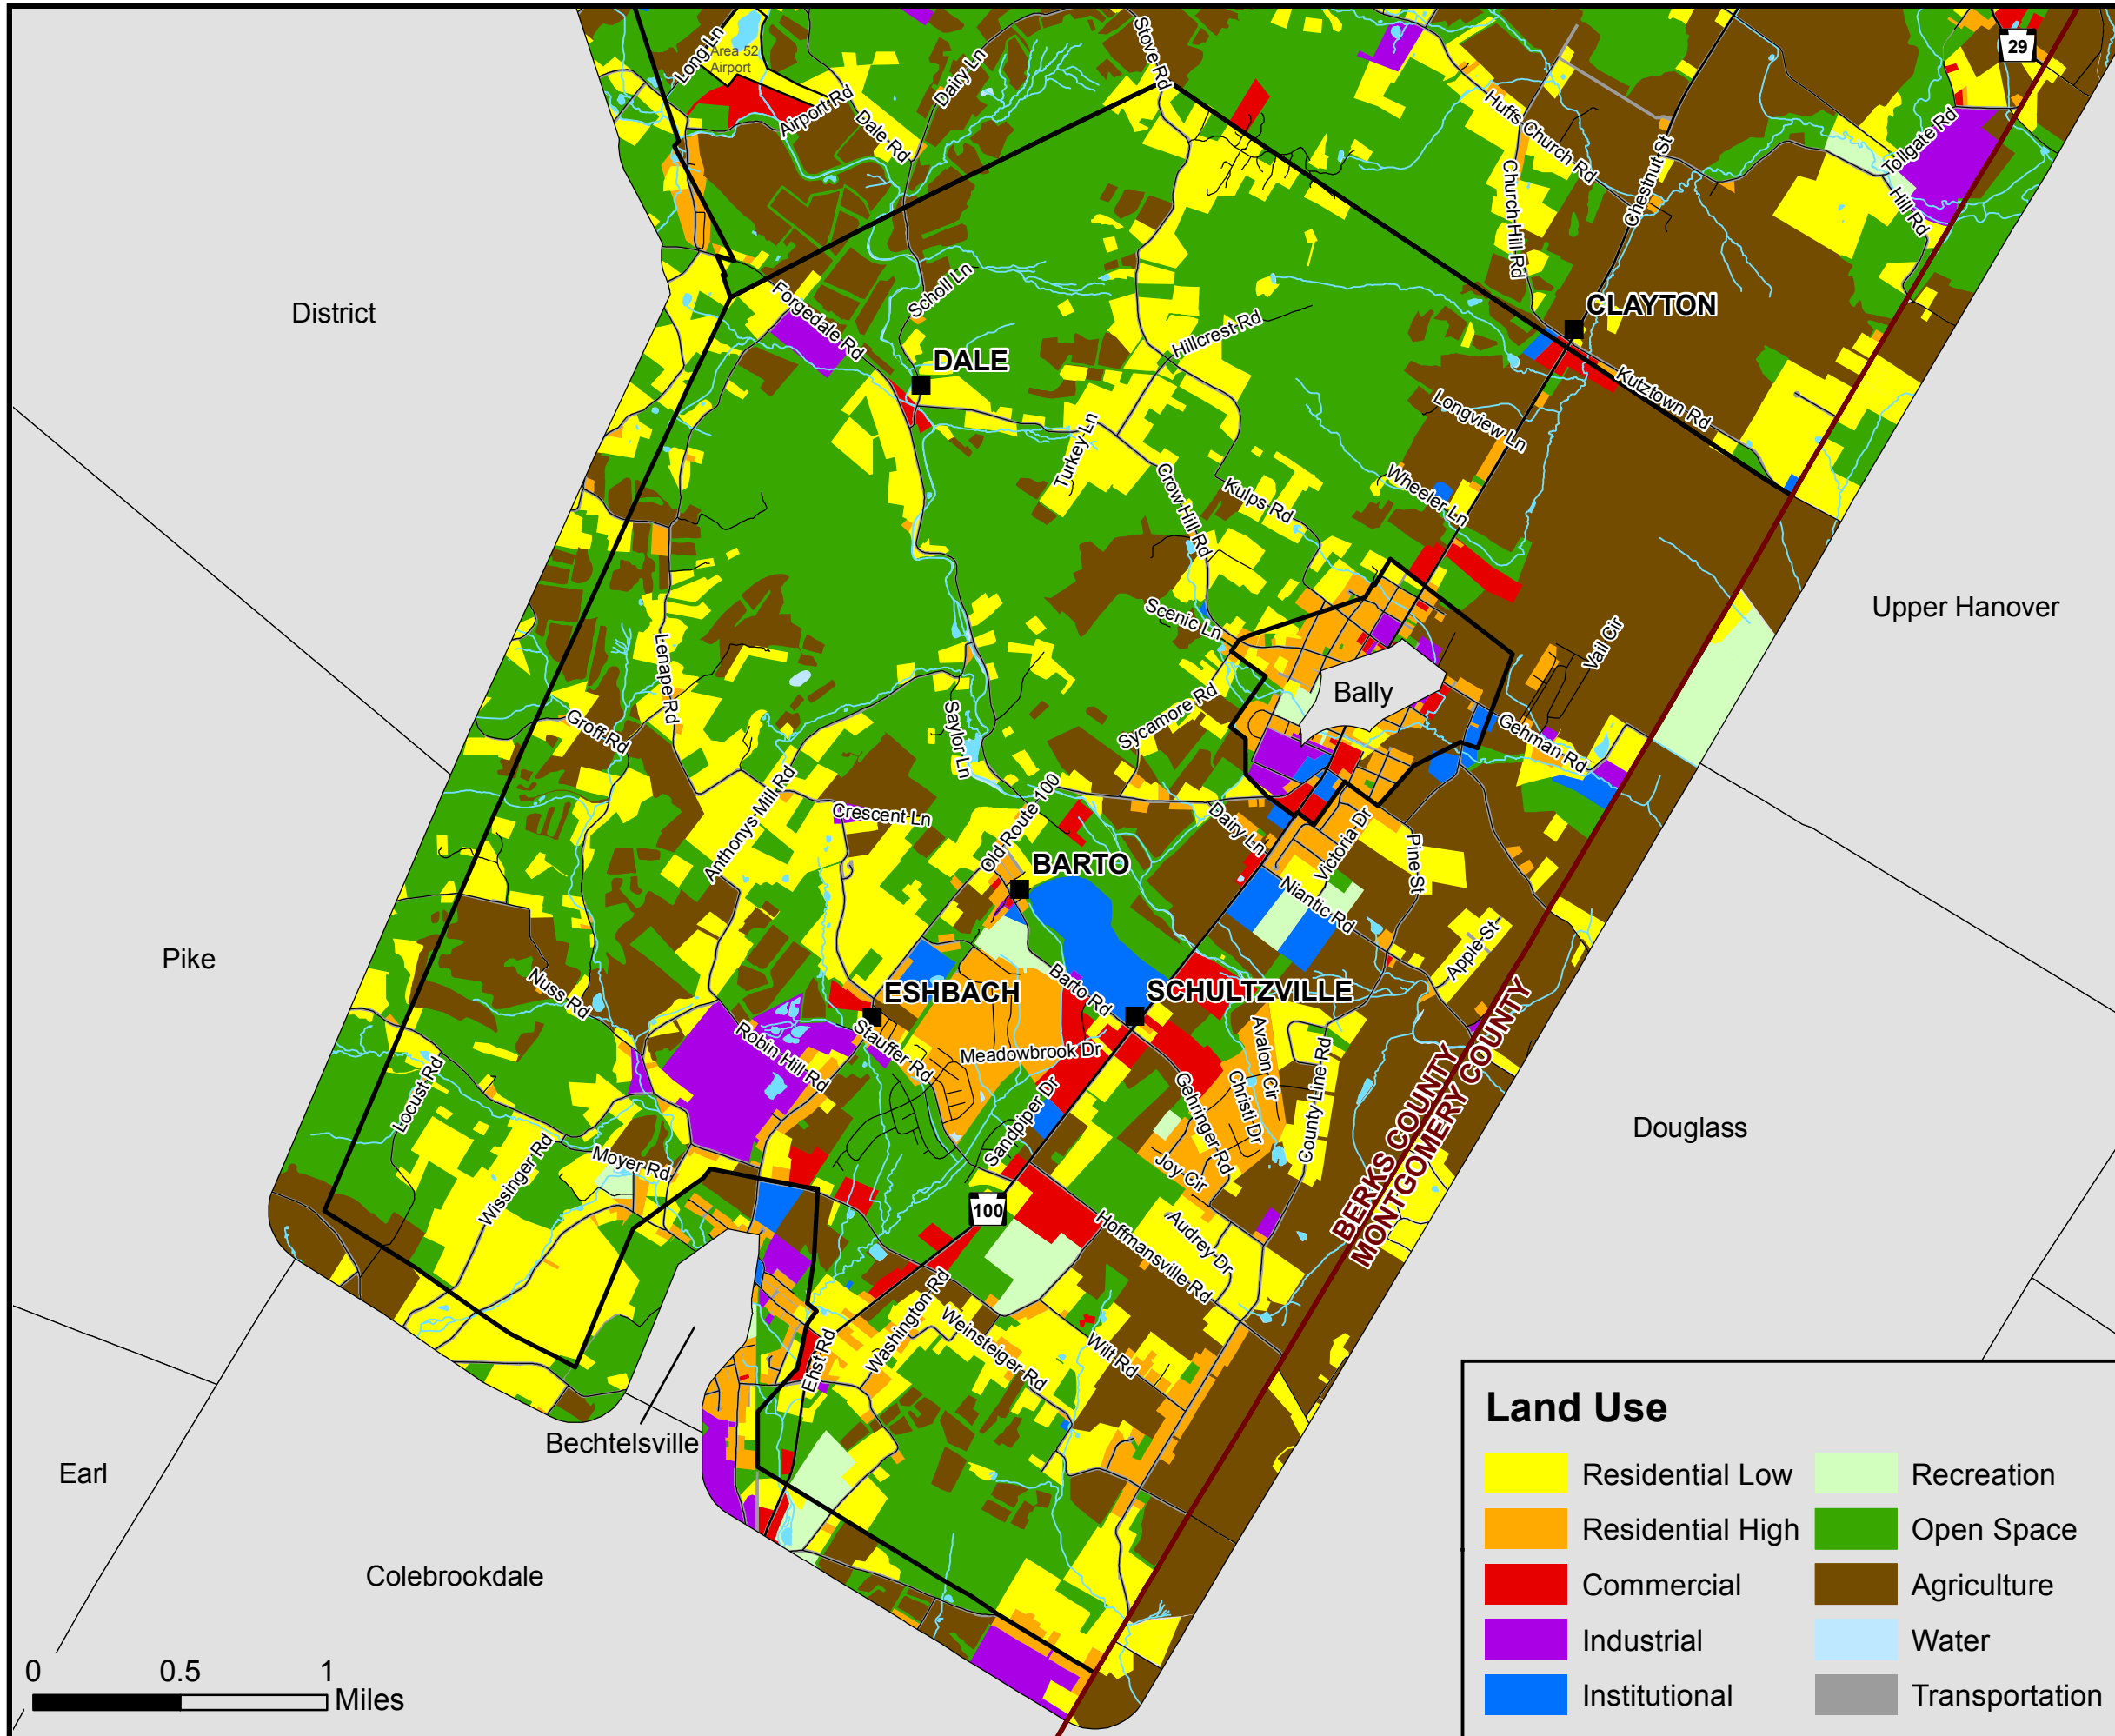 Long Ln
Area 52
Airport
Airport Rd
Dale Rd
Dairy Ln
Stove Rd
Huffs Church Rd
Church Hill Rd
Chestnut St
29
Tollgate Rd
Hill Rd
District
Forgedale Rd
Scholl Ln
DALE
Hillcrest Rd
CLAYTON
Kutztown Rd
Longview Ln
Turkey Ln
Crow Hill Rd
Kulps Rd
Wheeler Ln
Scenic Ln
Upper Hanover
Vail Cir
Lenape Rd
Groff Rd
Saylor Ln
Sycamore Rd
Bally
Gehman Rd
Anthonys Mill Rd
Crescent Ln
Old Route 100
Dairy Ln
Victoria Dr
Pine St
BARTO
Niantic Rd
Apple St
Pike
Nuss Rd
ESHBACH
Barto Rd
SCHULTZVILLE
Robin Hill Rd
Stauffer Rd
Meadowbrook Dr
Avalon Cir
Christi Dr
County Line Rd
Locust Rd
Sandpiper Dr
Gehringer Rd
Joy Cir
BERKS COUNTY
MONTGOMERY COUNTY
Douglass
Wissinger Rd
Moyer Rd
100
Hoffmansville Rd
Audrey Dr
Ehst Rd
Washington Rd
Weinsteiger Rd
Wilt Rd
Bechtelsville
Earl
Colebrookdale
Land Use
Residential Low
Residential High
Commercial
Industrial
Institutional
Recreation
Open Space
Agriculture
Water
Transportation
0 0.5 1
Miles